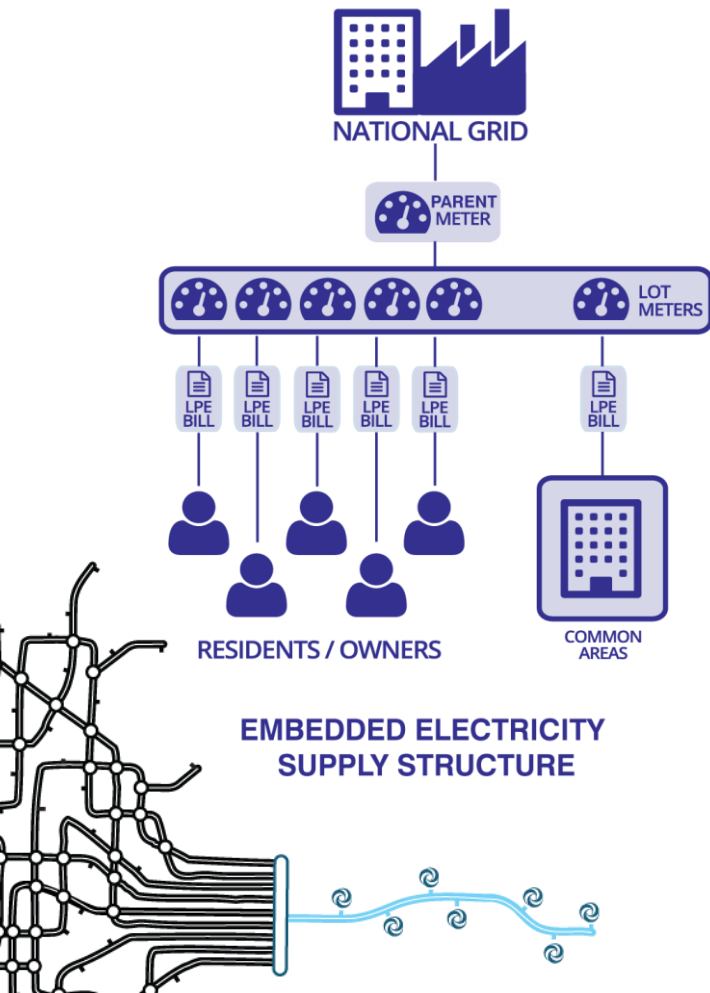 NATIONAL GRID
PARENT
METER
LOT
METERS
LPE
BILL
LPE
BILL
LPE
BILL
LPE
BILL
LPE
BILL
LPE
BILL
RESIDENTS / OWNERS
COMMON
AREAS
EMBEDDED ELECTRICITY
SUPPLY STRUCTURE